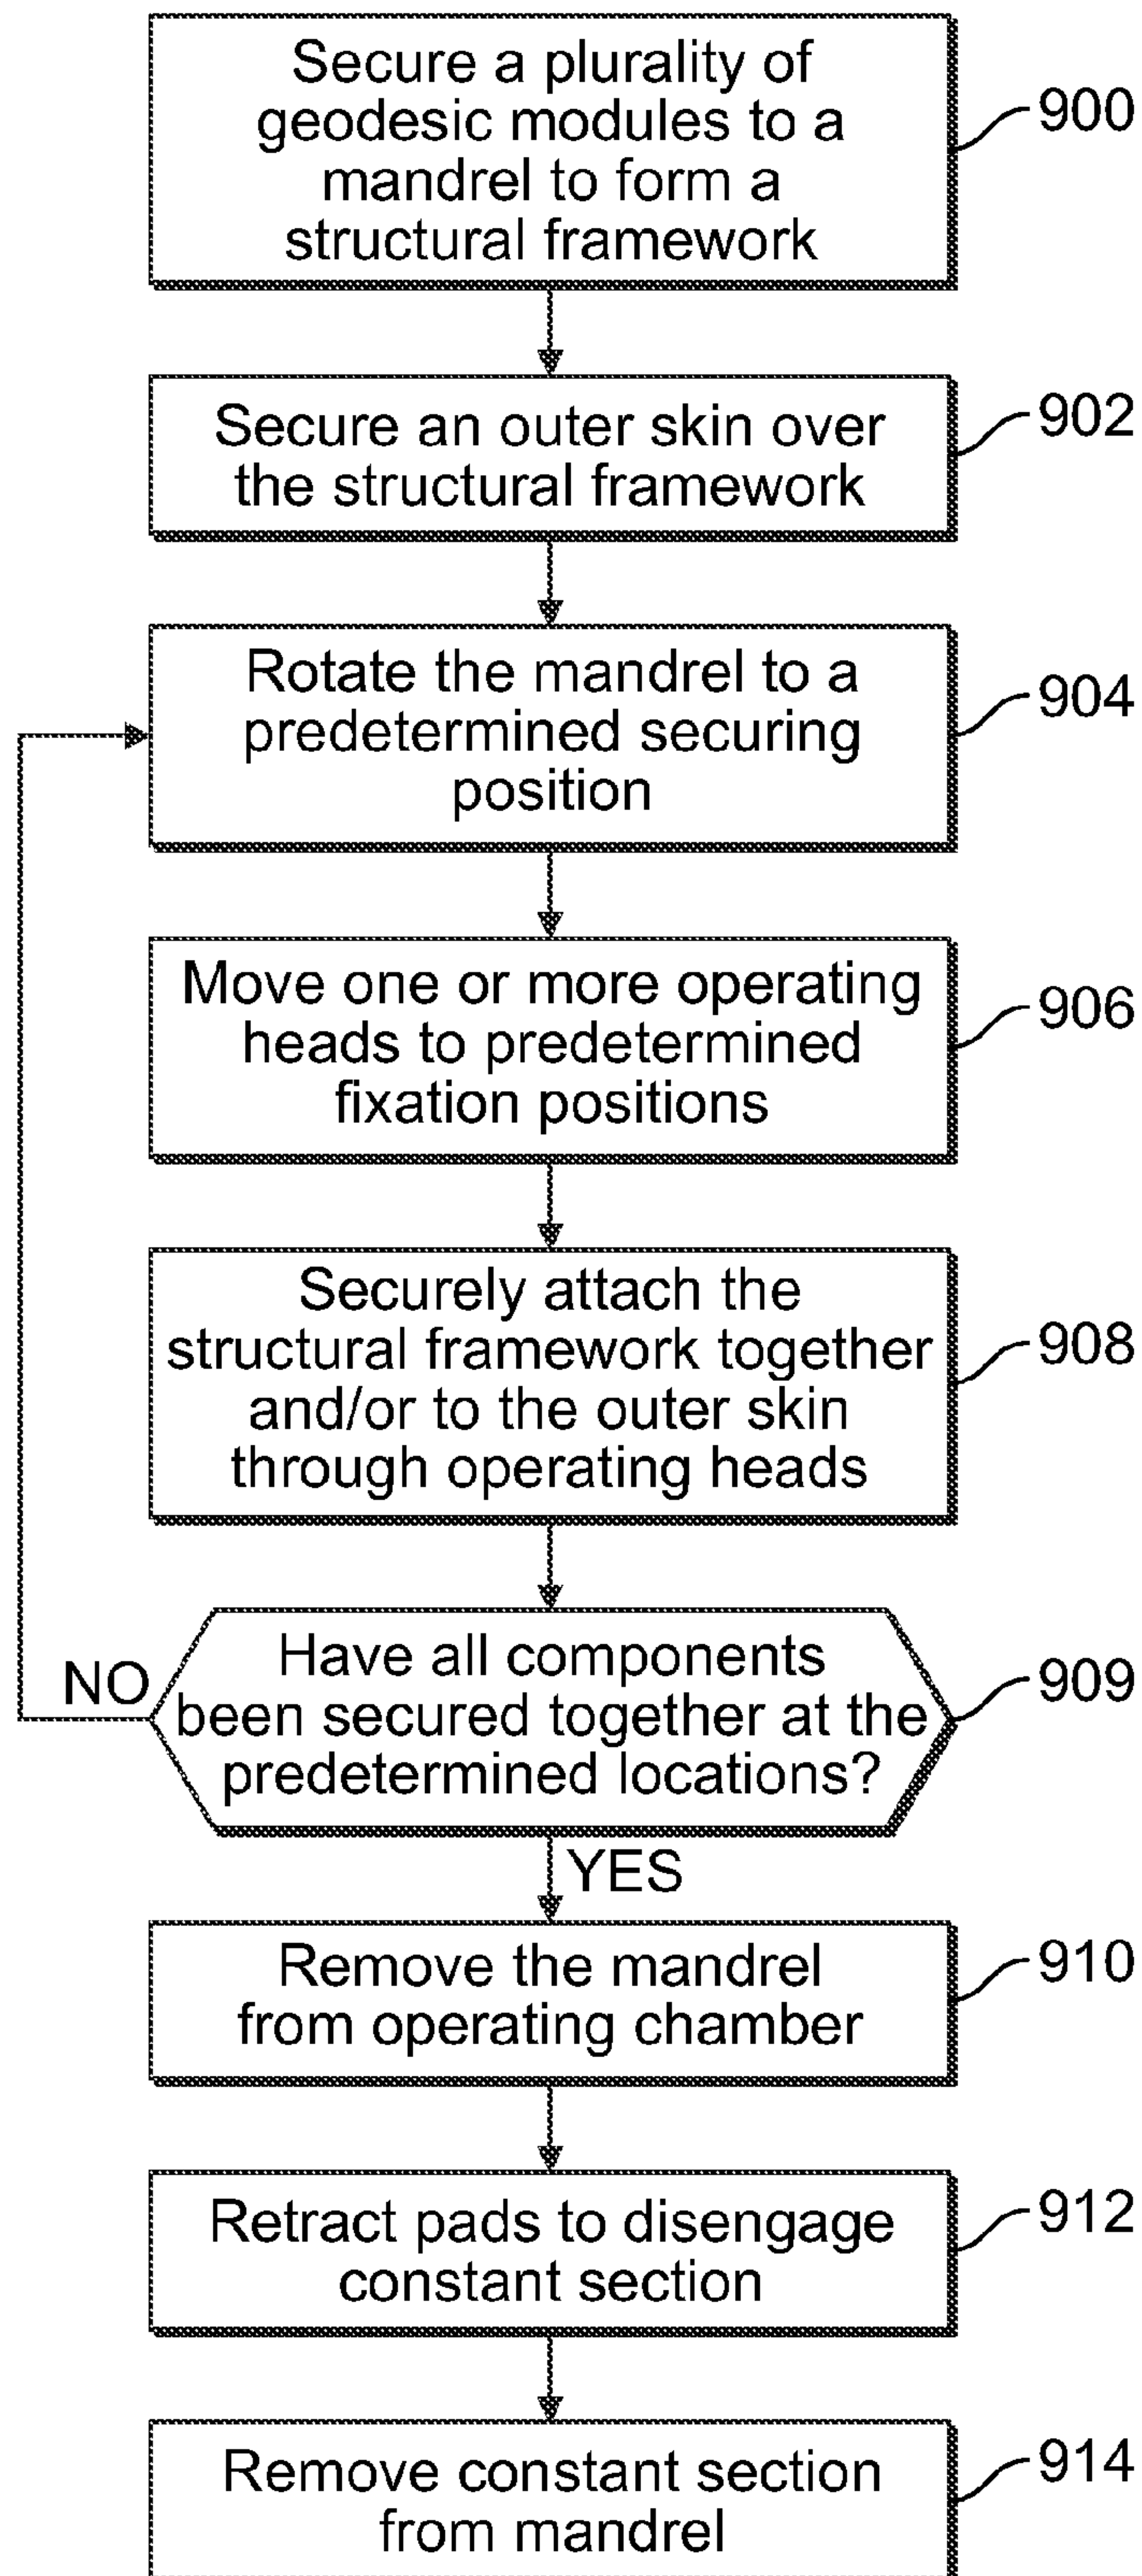 Secure a plurality of
geodesic modules to a
mandrel to form a
structural framework
900
Secure an outer skin over
the structural framework
902
Rotate the mandrel to a
predetermined securing
position
904
Move one or more operating
heads to predetermined
fixation positions
906
Securely attach the
structural framework together
and/or to the outer skin
through operating heads
908
Have all components
been secured together at the
predetermined locations?
909
NO
YES
Remove the mandrel
from operating chamber
910
Retract pads to disengage
constant section
912
Remove constant section
from mandrel
914